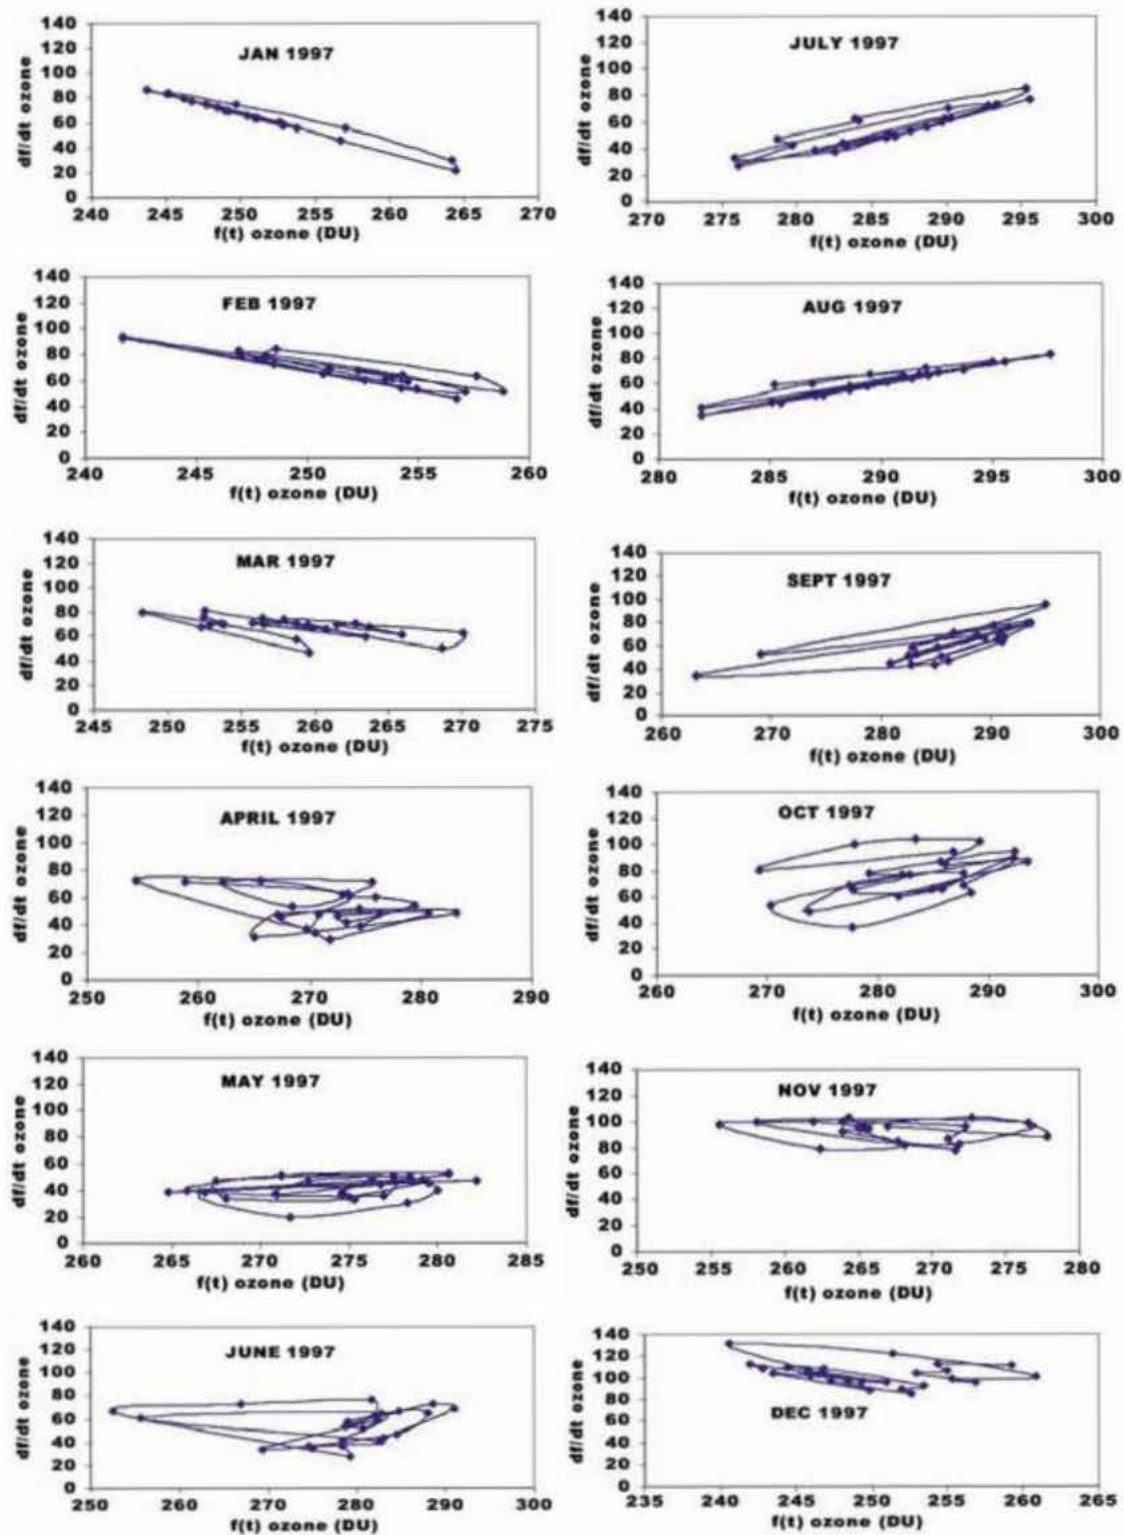 140
120
100
80
60
40
20
0
df/dt ozone
JAN 1997
240 245 250 255 260 265 270
f(t) ozone (DU)
140
120
100
80
60
40
20
0
df/dt ozone
JULY 1997
270 275 280 285 290 295 300
f(t) ozone (DU)
140
120
100
80
60
40
20
0
df/dt ozone
FEB 1997
240 245 250 255 260
f(t) ozone (DU)
140
120
100
80
60
40
20
0
df/dt ozone
AUG 1997
280 285 290 295 300
f(t) ozone (DU)
140
120
100
80
60
40
20
0
df/dt ozone
MAR 1997
245 250 255 260 265 270 275
f(t) ozone (DU)
140
120
100
80
60
40
20
0
df/dt ozone
SEPT 1997
260 270 280 290 300
f(t) ozone (DU)
140
120
100
80
60
40
20
0
df/dt ozone
APRIL 1997
250 260 270 280 290
f(t) ozone (DU)
140
120
100
80
60
40
20
0
df/dt ozone
OCT 1997
260 270 280 290 300
f(t) ozone (DU)
140
120
100
80
60
40
20
0
df/dt ozone
MAY 1997
260 265 270 275 280 285
f(t) ozone (DU)
140
120
100
80
60
40
20
0
df/dt ozone
NOV 1997
250 255 260 265 270 275 280
f(t) ozone (DU)
140
120
100
80
60
40
20
0
df/dt ozone
JUNE 1997
250 260 270 280 290 300
f(t) ozone (DU)
140
120
100
80
60
40
20
0
df/dt ozone
DEC 1997
235 240 245 250 255 260 265
f(t) ozone (DU)